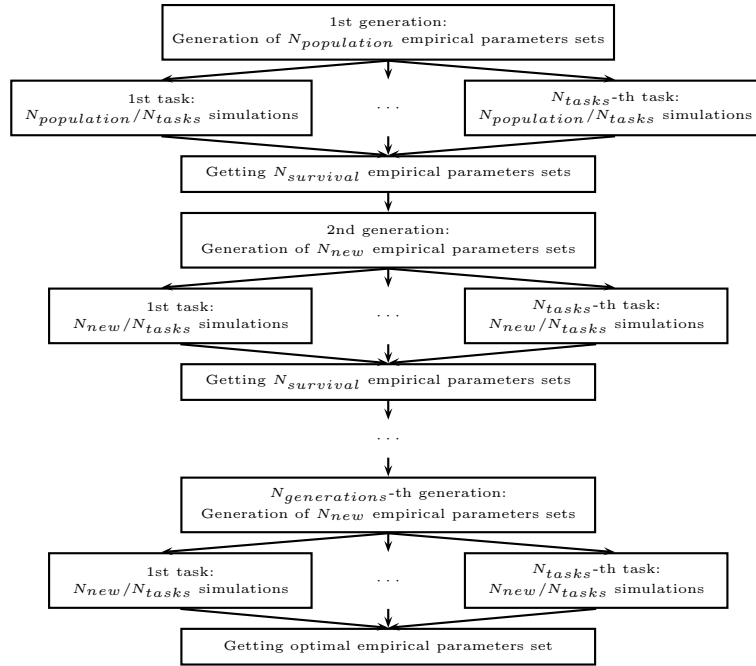 1st generation:
Generation of N_population empirical parameters sets
1st task:
N_population/N_tasks simulations
. . .
N_tasks-th task:
N_population/N_tasks simulations
Getting N_survival empirical parameters sets
2nd generation:
Generation of N_new empirical parameters sets
1st task:
N_new/N_tasks simulations
. . .
N_tasks-th task:
N_new/N_tasks simulations
Getting N_survival empirical parameters sets
. . .
N_generations-th generation:
Generation of N_new empirical parameters sets
1st task:
N_new/N_tasks simulations
. . .
N_tasks-th task:
N_new/N_tasks simulations
Getting optimal empirical parameters set